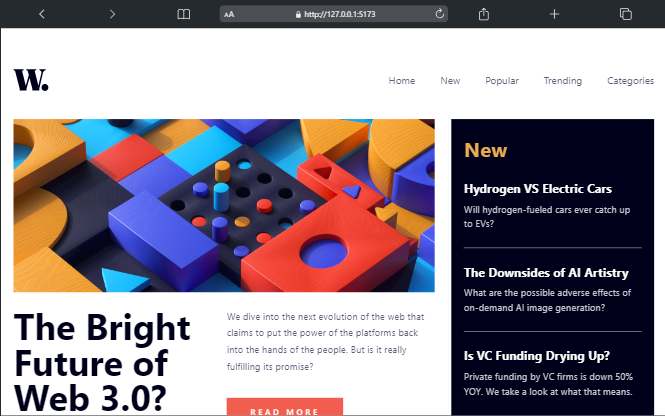 AA
http://127.0.0.1:5173
W.
Home
New
Popular
Trending
Categories
New
Hydrogen VS Electric Cars
Will hydrogen-fueled cars ever catch up
to EVs?
The Downsides of AI Artistry
What are the possible adverse effects of
on-demand AI image generation?
Is VC Funding Drying Up?
Private funding by VC firms is down 50%
YOY. We take a look at what that means.
The Bright
Future of
Web 3.0?
We dive into the next evolution of the web that
claims to put the power of the platforms back
into the hands of the people. But is it really
fulfilling its promise?
READ MORE